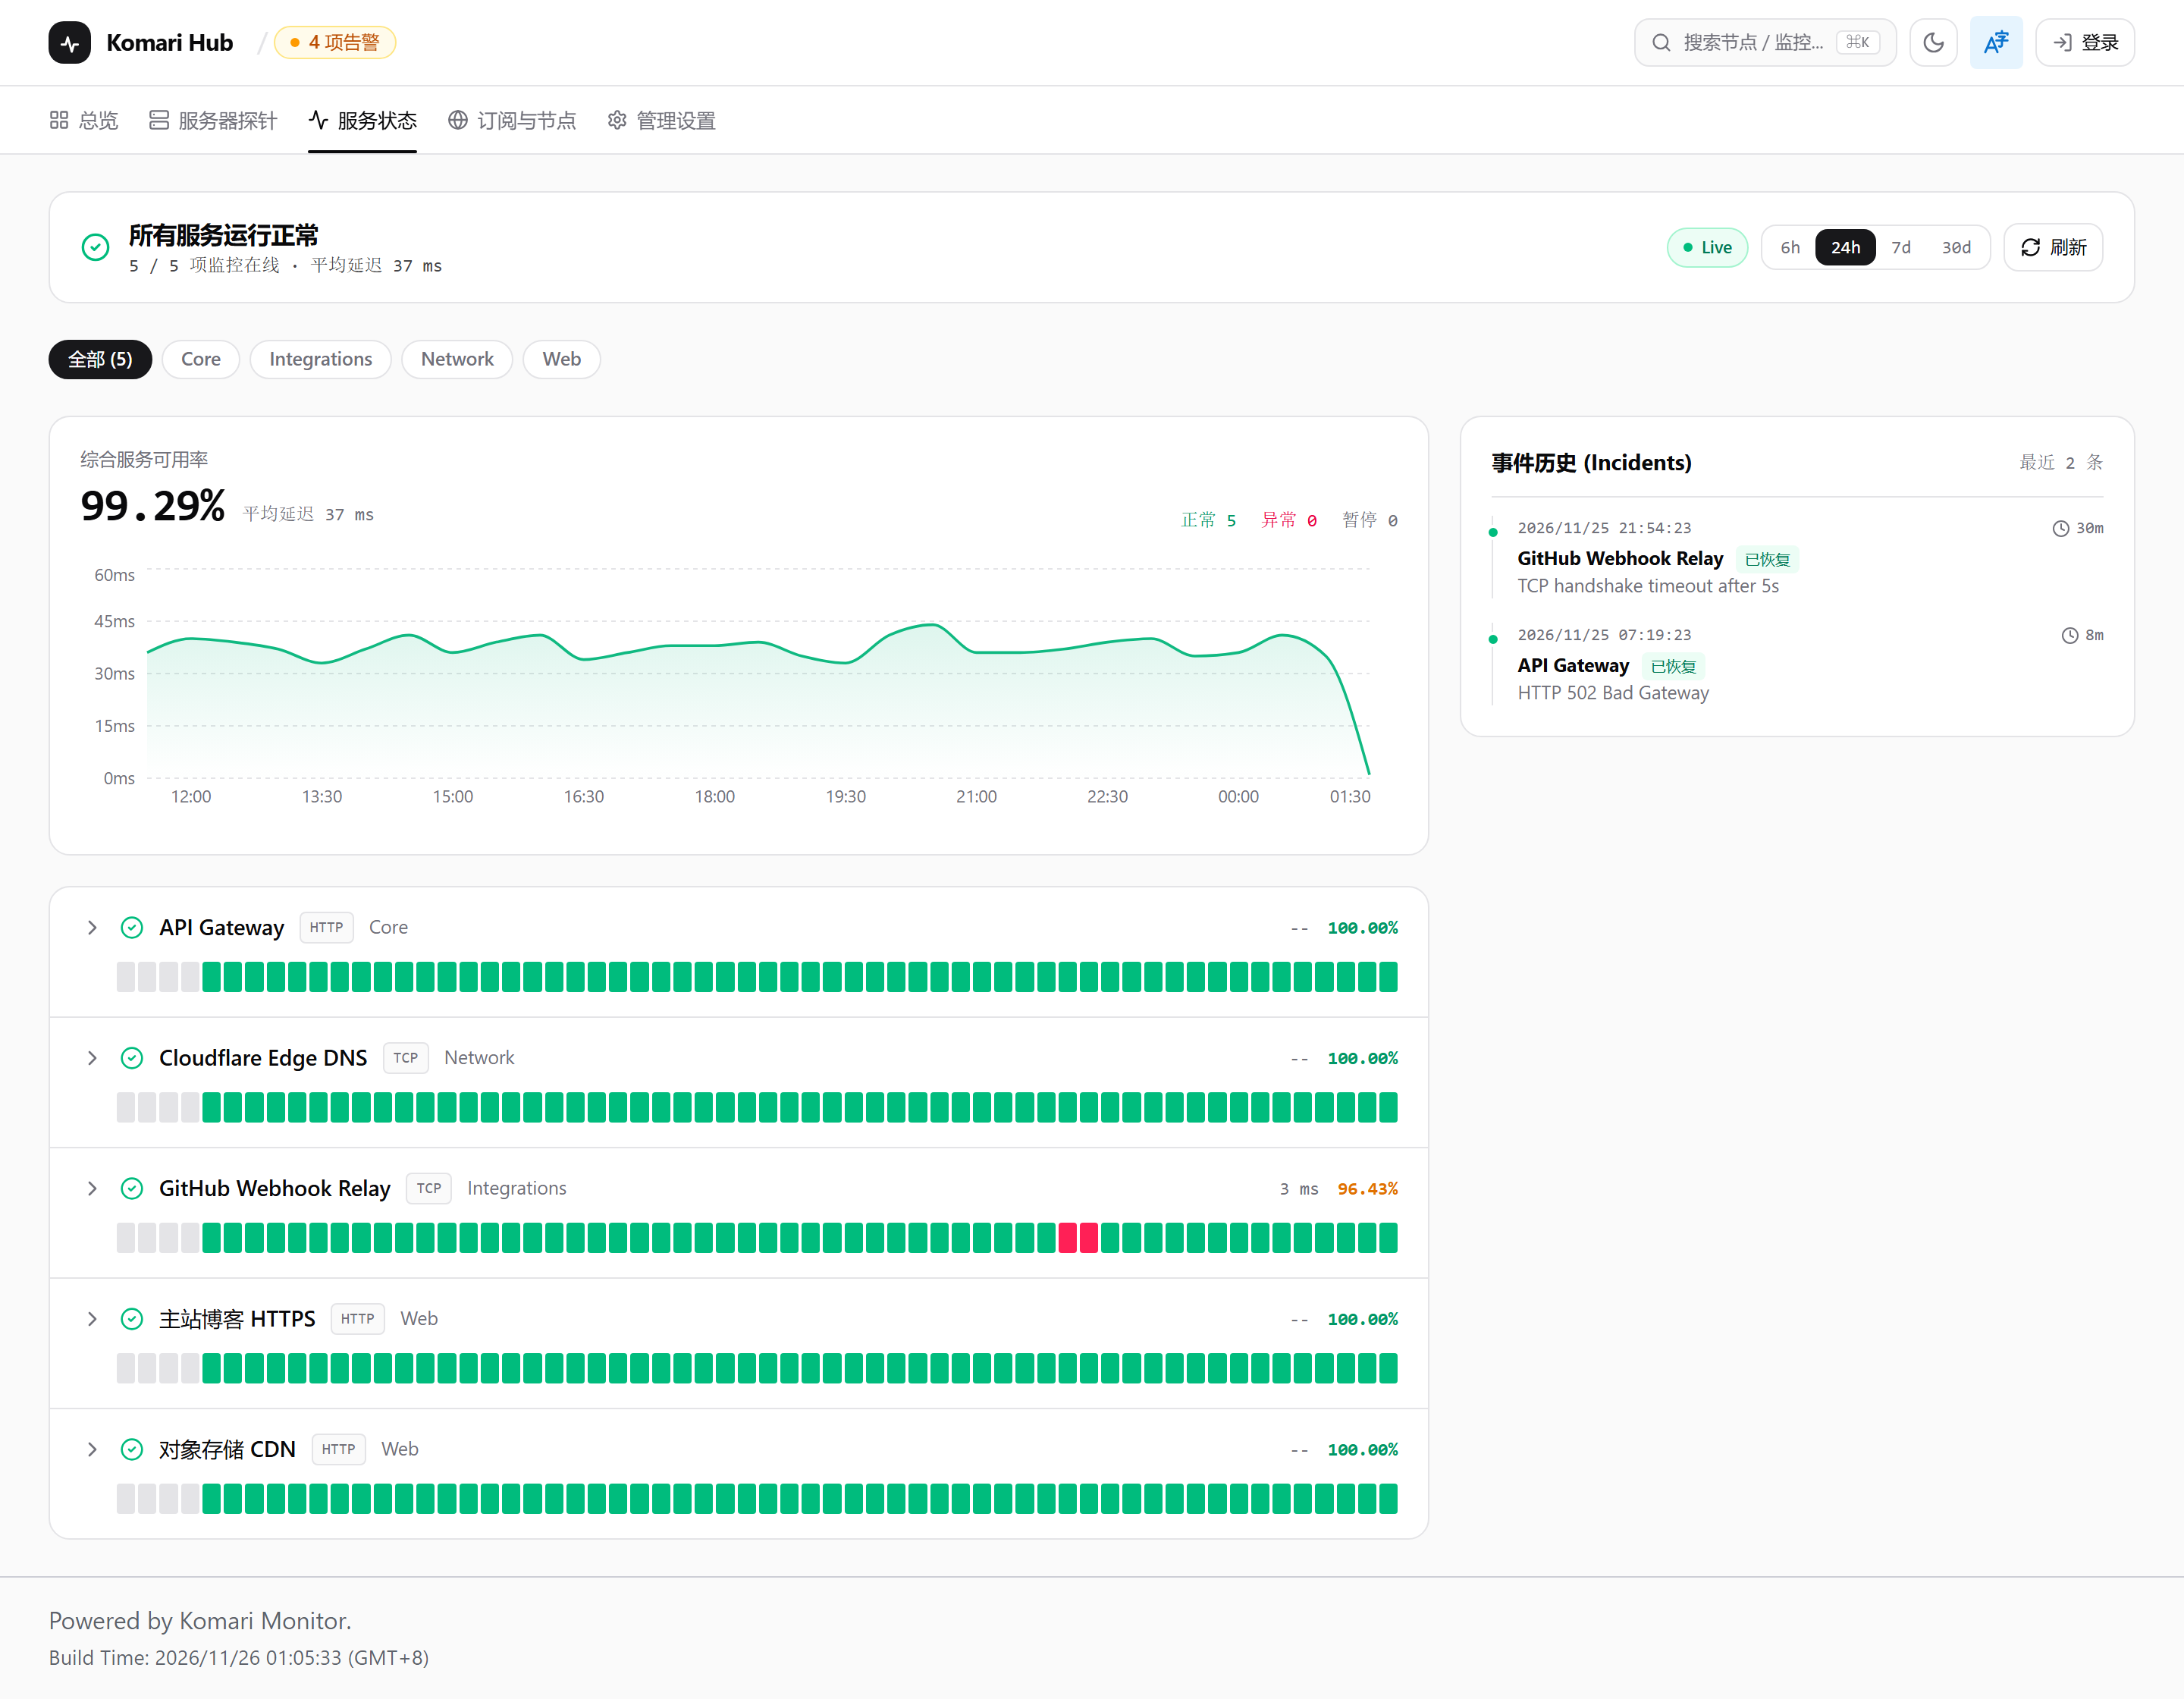 Komari Hub / 4 项告警 搜索节点 / 监控... ⌘K 登录
总览 服务器探针 服务状态 订阅与节点 管理设置
所有服务运行正常
5 / 5 项监控在线 · 平均延迟 37 ms
Live 6h 24h 7d 30d 刷新
全部 (5) Core Integrations Network Web
综合服务可用率
99.29% 平均延迟 37 ms
正常 5 异常 0 暂停 0
60ms
45ms
30ms
15ms
0ms
12:00 13:30 15:00 16:30 18:00 19:30 21:00 22:30 00:00 01:30
事件历史 (Incidents) 最近 2 条
2026/11/25 21:54:23 30m
GitHub Webhook Relay 已恢复
TCP handshake timeout after 5s
2026/11/25 07:19:23 8m
API Gateway 已恢复
HTTP 502 Bad Gateway
API Gateway HTTP Core -- 100.00%
Cloudflare Edge DNS TCP Network -- 100.00%
GitHub Webhook Relay TCP Integrations 3 ms 96.43%
主站博客 HTTPS HTTP Web -- 100.00%
对象存储 CDN HTTP Web -- 100.00%
Powered by Komari Monitor.
Build Time: 2026/11/26 01:05:33 (GMT+8)